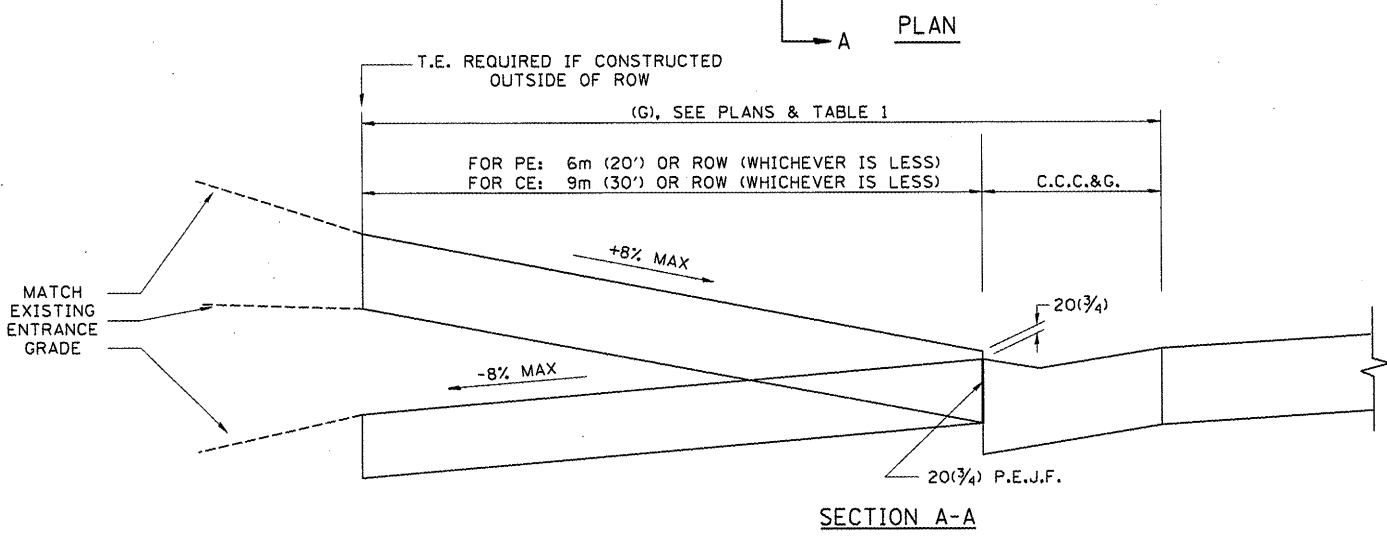 A
PLAN
T.E. REQUIRED IF CONSTRUCTED
OUTSIDE OF ROW
(G), SEE PLANS & TABLE 1
FOR PE: 6m (20') OR ROW (WHICHEVER IS LESS)
FOR CE: 9m (30') OR ROW (WHICHEVER IS LESS)
C.C.C.&G.
+8% MAX
MATCH
EXISTING
ENTRANCE
GRADE
20(3/4)
-8% MAX
20(3/4) P.E.J.F.
SECTION A-A